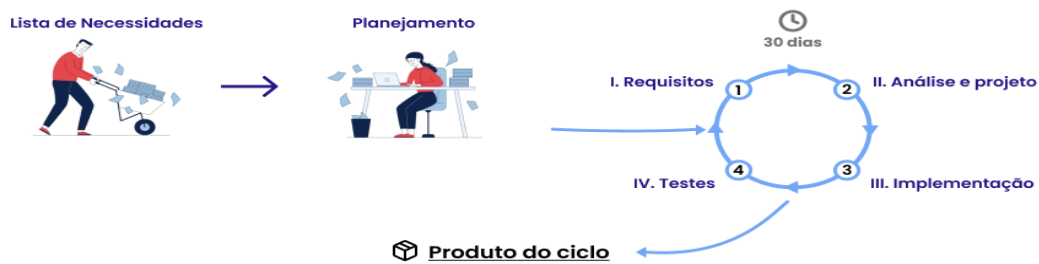 Lista de Necessidades
Planejamento
30 dias
I. Requisitos
1
2
II. Análise e projeto
IV. Testes
4
3
III. Implementação
Produto do ciclo